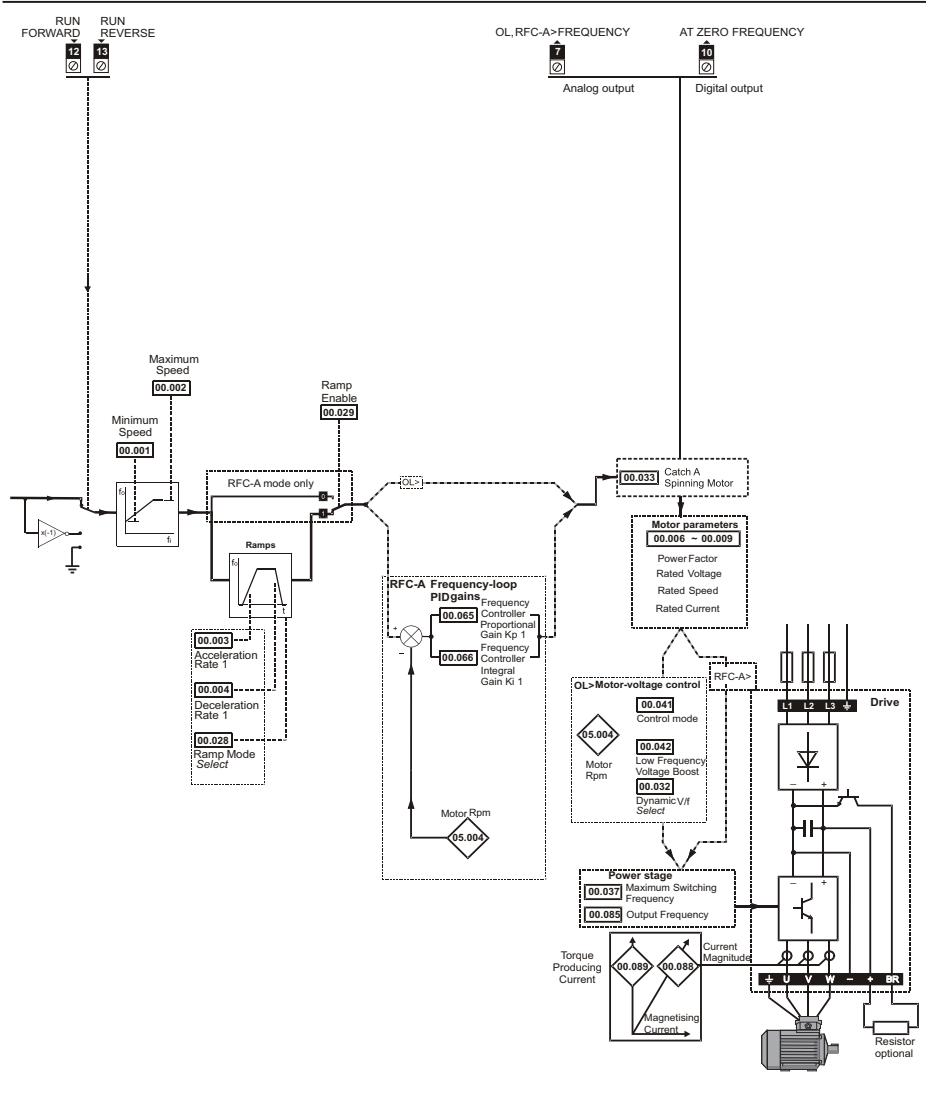 RUN
FORWARD
RUN
REVERSE
12
13
OL,RFC-A>FREQUENCY
7
Analog output
AT ZERO FREQUENCY
10
Digital output
Maximum
Speed
00.002
Minimum
Speed
00.001
Ramp
Enable
00.029
RFC-A mode only
0
1
OL>
x(-1)
fo
fi
Ramps
fo
t
00.003
Acceleration
Rate 1
00.004
Deceleration
Rate 1
00.028
Ramp Mode
Select
RFC-A Frequency-loop
PIDgains
+
–
00.065
Frequency
Controller
Proportional
Gain Kp 1
00.066
Frequency
Controller
Integral
Gain Ki 1
Motor Rpm
05.004
00.033
Catch A
Spinning Motor
Motor parameters
00.006 ~ 00.009
Power Factor
Rated Voltage
Rated Speed
Rated Current
RFC-A>
OL>Motor-voltage control
00.041
Control mode
05.004
Motor
Rpm
00.042
Low Frequency
Voltage Boost
00.032
Dynamic V/f
Select
Power stage
00.037
Maximum Switching
Frequency
00.085
Output Frequency
Torque
Producing
Current
00.089
00.088
Current
Magnitude
Magnetising
Current
L1 L2 L3
Drive
– +
– +
U V W – + BR
Resistor
optional